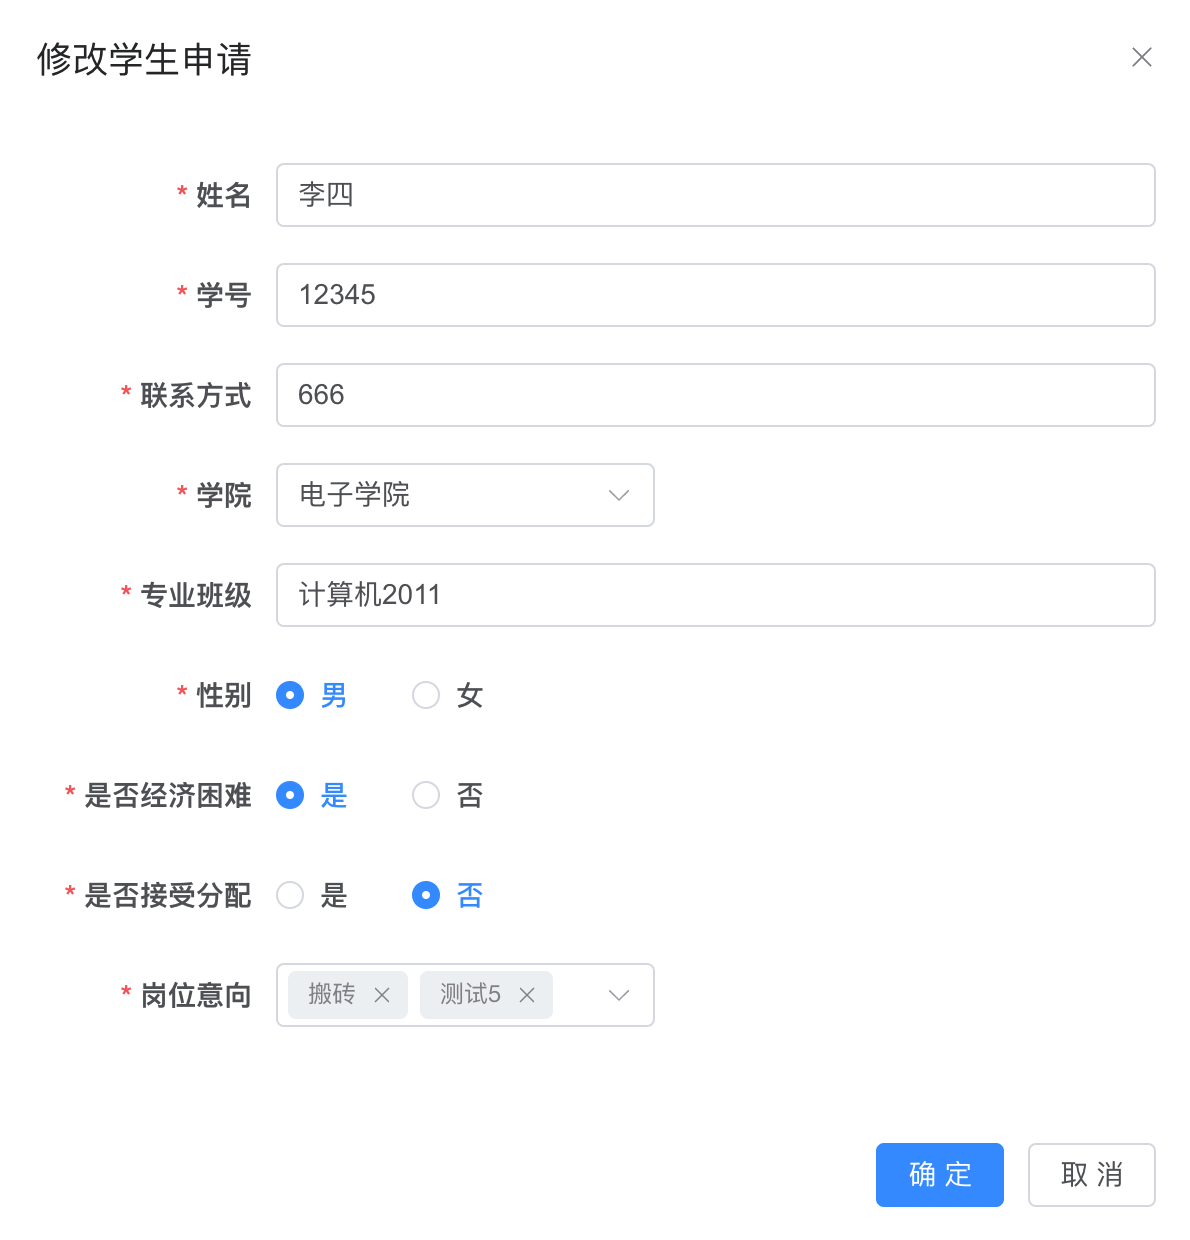 修改学生申请
* 姓名 李四
* 学号 12345
* 联系方式 666
* 学院 电子学院
* 专业班级 计算机2011
* 性别 男 女
* 是否经济困难 是 否
* 是否接受分配 是 否
* 岗位意向 搬砖 测试5
确 定 取 消